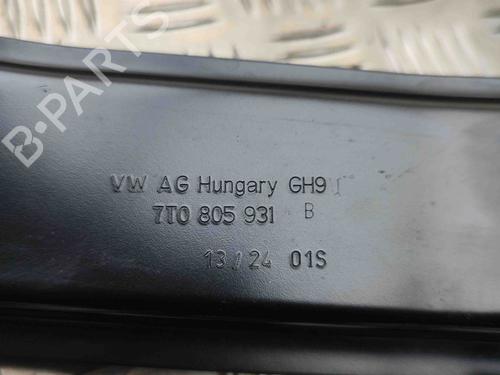 B-Parts
VW AG Hungary GH9
7T0 805 931 B
13/24 01S